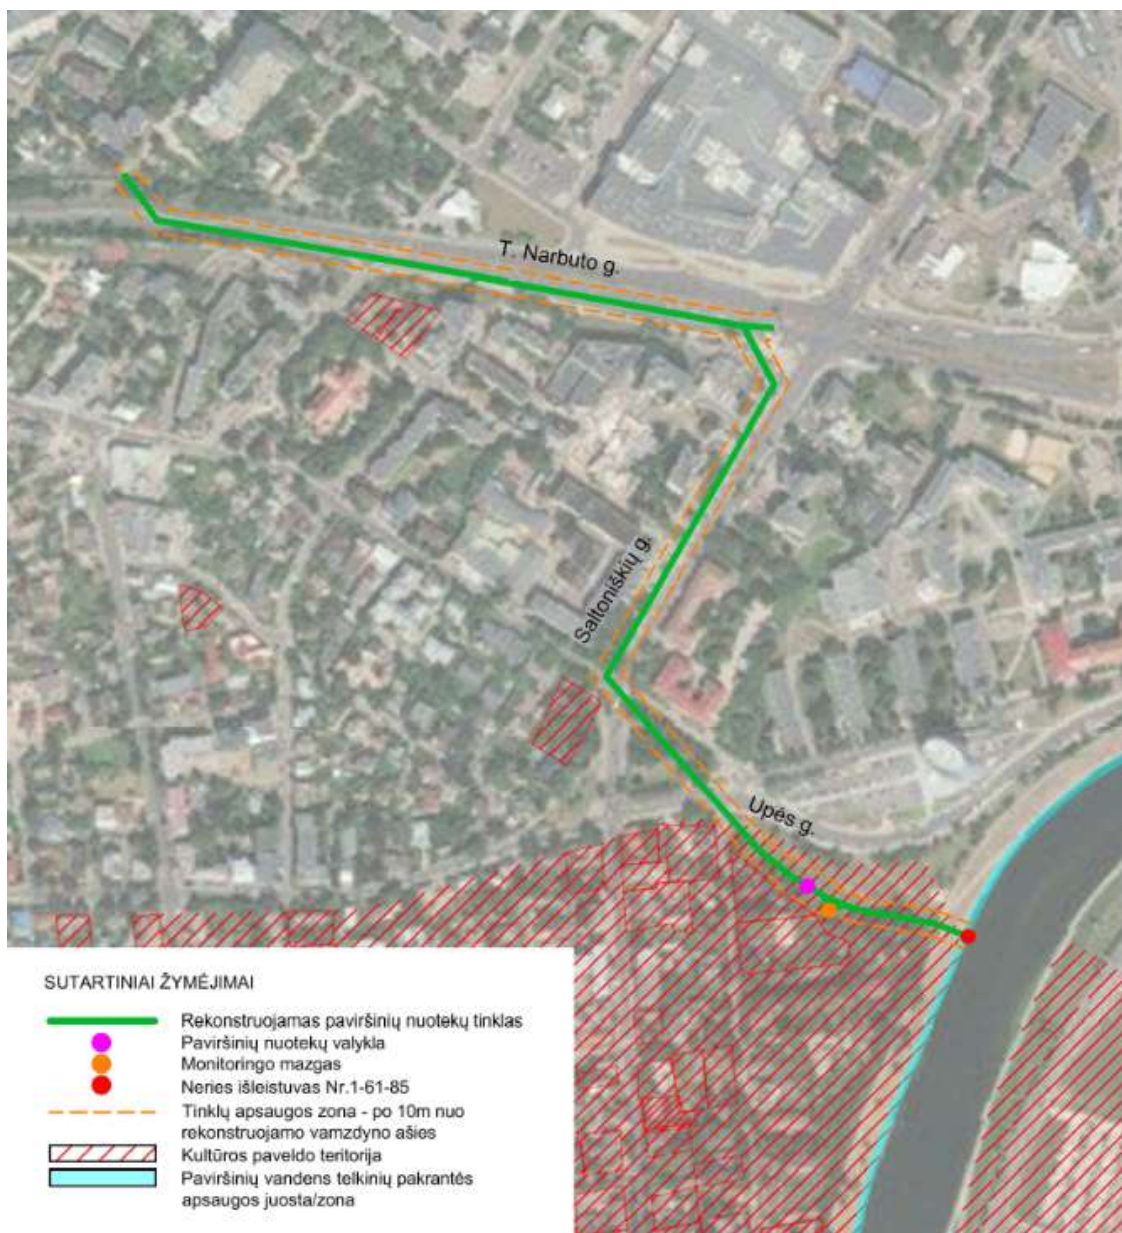 T. Narbuto g.
Saltoniškių g.
Upės g.
SUTARTINIAI ŽYMĖJIMAI
Rekonstruojamas paviršinių nuotekų tinklas
Paviršinių nuotekų valykla
Monitoringo mazgas
Neries išleistuvas Nr.1-61-85
Tinklų apsaugos zona - po 10m nuo
rekonstruojamo vamzdyno ašies
Kultūros paveldo teritorija
Paviršinių vandens telkinių pakrantės
apsaugos juosta/zona